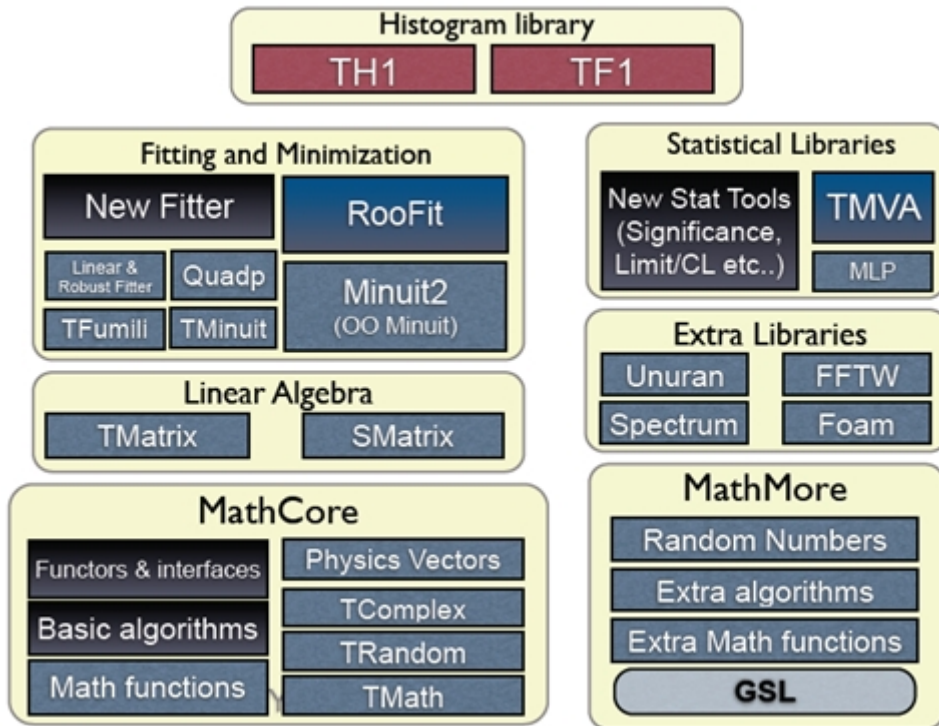 Histogram library
TH1
TF1
Fitting and Minimization
New Fitter
RooFit
Linear &
Robust Fitter
Quadp
TFumili
TMinuit
Minuit2
(OO Minuit)
Statistical Libraries
New Stat Tools
(Significance,
Limit/CL etc..)
TMVA
MLP
Extra Libraries
Unuran
FFTW
Spectrum
Foam
Linear Algebra
TMatrix
SMatrix
MathCore
Functors & interfaces
Basic algorithms
Math functions
Physics Vectors
TComplex
TRandom
TMath
MathMore
Random Numbers
Extra algorithms
Extra Math functions
GSL